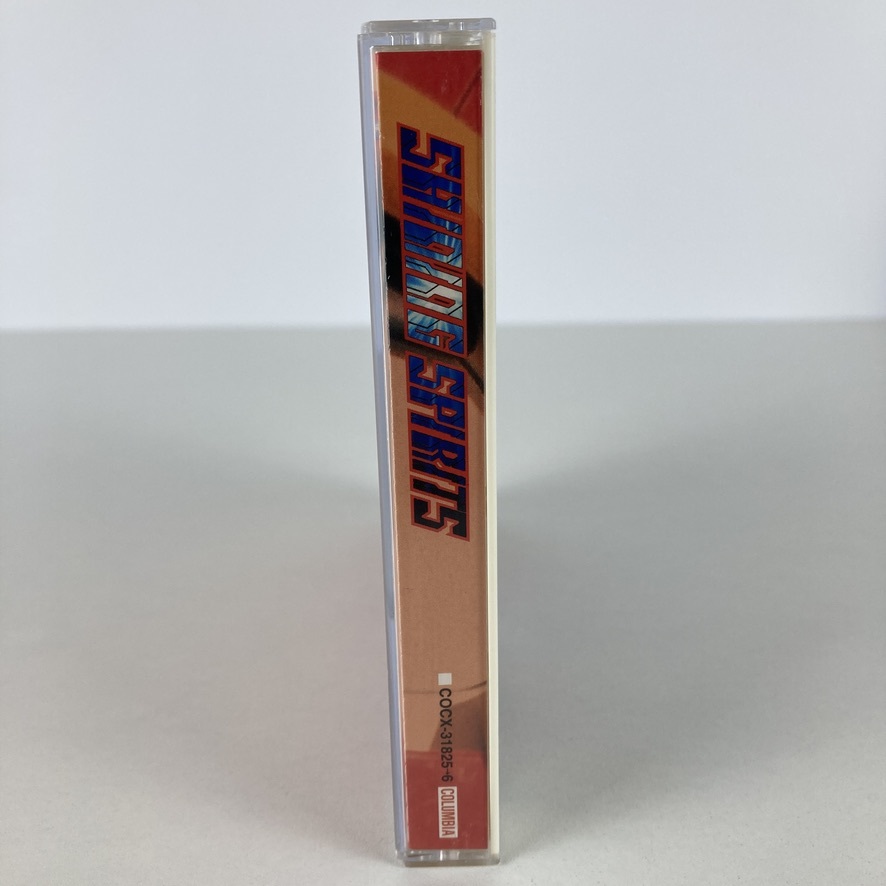 SHINING SPIRITS
COCX-31825-6
COLUMBIA